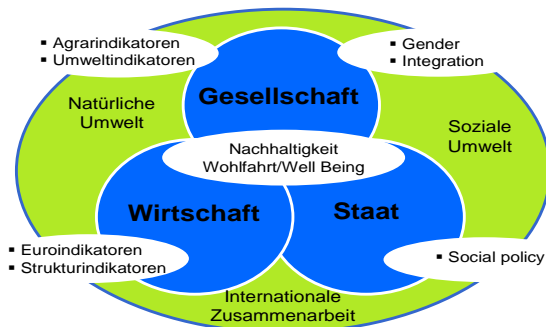 ▪ Agrarindikatoren
▪ Umweltindikatoren
▪ Gender
▪ Integration
Gesellschaft
Natürliche
Umwelt
Soziale
Umwelt
Nachhaltigkeit
Wohlfahrt/Well Being
Wirtschaft
Staat
▪ Euroindikatoren
▪ Strukturindikatoren
▪ Social policy
Internationale
Zusammenarbeit